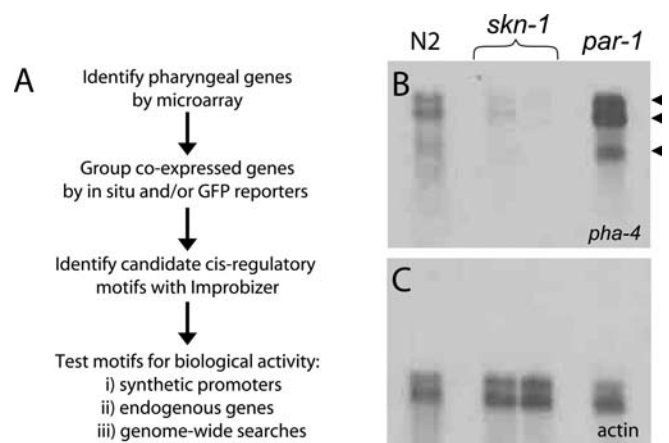 A
Identify pharyngeal genes
by microarray
Group co-expressed genes
by in situ and/or GFP reporters
Identify candidate cis-regulatory
motifs with Improbizer
Test motifs for biological activity:
i) synthetic promoters
ii) endogenous genes
iii) genome-wide searches
N2 skn-1 par-1
B
pha-4
C
actin